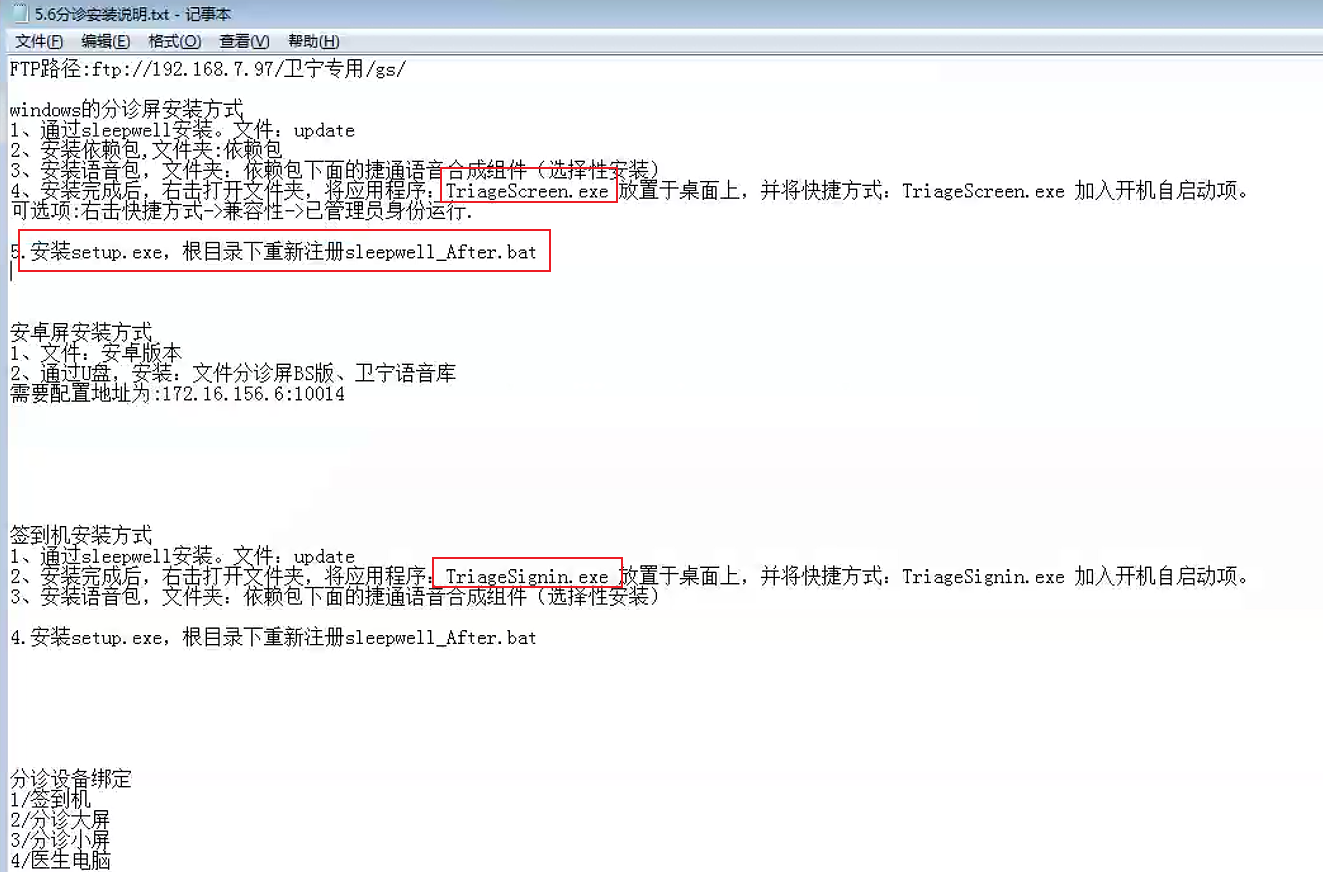 5.6分诊安装说明.txt - 记事本
文件(F) 编辑(E) 格式(O) 查看(V) 帮助(H)
FTP路径:ftp://192.168.7.97/卫宁专用/gs/
windows的分诊屏安装方式
1、通过sleepwell安装。文件：update
2、安装依赖包,文件夹:依赖包
3、安装语音包，文件夹：依赖包下面的捷通语音合成组件（选择性安装）
4、安装完成后，右击打开文件夹，将应用程序：TriageScreen.exe 放置于桌面上，并将快捷方式：TriageScreen.exe 加入开机自启动项。
可选项:右击快捷方式->兼容性->已管理员身份运行.
5.安装setup.exe，根目录下重新注册sleepwell_After.bat
安卓屏安装方式
1、文件：安卓版本
2、通过U盘，安装：文件分诊屏BS版、卫宁语音库
需要配置地址为:172.16.156.6:10014
签到机安装方式
1、通过sleepwell安装。文件：update
2、安装完成后，右击打开文件夹，将应用程序：TriageSignin.exe 放置于桌面上，并将快捷方式：TriageSignin.exe 加入开机自启动项。
3、安装语音包，文件夹：依赖包下面的捷通语音合成组件（选择性安装）
4.安装setup.exe，根目录下重新注册sleepwell_After.bat
分诊设备绑定
1/签到机
2/分诊大屏
3/分诊小屏
4/医生电脑